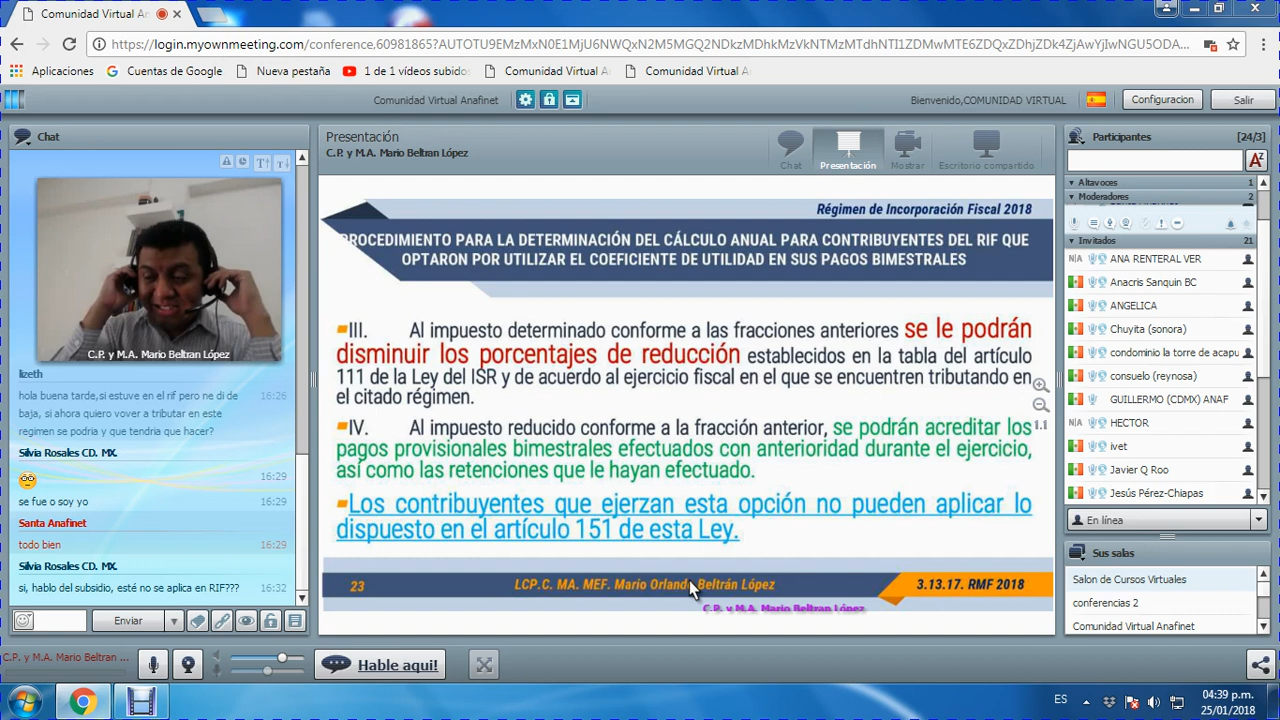 Comunidad Virtual An
https://login.myownmeeting.com/conference,60981865?AUTOTU9EMzMxN0E1MjU6NWQxN2M5MGQ2NDkzMDhkMzVkNTMzMTdhNTI1ZDMwMTE6ZDQxZDhjZDk4ZjAwYjIwNGU5ODA...
Aplicaciones Cuentas de Google Nueva pestaña 1 de 1 vídeos subidos Comunidad Virtual A Comunidad Virtual A
Comunidad Virtual Anafinet Bienvenido,COMUNIDAD VIRTUAL Configuracion Salir
Chat
C.P. y M.A. Mario Beltran López
lizeth
hola buena tarde,si estuve en el rif pero ne di de 16:26
baja, si ahora quiero vover a tributar en este
regimen se podria y que tendria que hacer?
Silvia Rosales CD. MX.
16:29
se fue o soy yo 16:29
Santa Anafinet
todo bien 16:29
Silvia Rosales CD. MX.
si, hablo del subsidio, esté no se aplica en RIF??? 16:29
Enviar
Presentación
C.P. y M.A. Mario Beltran López
Chat Presentación Mostrar Escritorio compartido
Régimen de Incorporación Fiscal 2018
PROCEDIMIENTO PARA LA DETERMINACIÓN DEL CÁLCULO ANUAL PARA CONTRIBUYENTES DEL RIF QUE
OPTARON POR UTILIZAR EL COEFICIENTE DE UTILIDAD EN SUS PAGOS BIMESTRALES
III. Al impuesto determinado conforme a las fracciones anteriores se le podrán
disminuir los porcentajes de reducción establecidos en la tabla del artículo
111 de la Ley del ISR y de acuerdo al ejercicio fiscal en el que se encuentren tributando en
el citado régimen.
IV. Al impuesto reducido conforme a la fracción anterior, se podrán acreditar los
pagos provisionales bimestrales efectuados con anterioridad durante el ejercicio,
así como las retenciones que le hayan efectuado.
Los contribuyentes que ejerzan esta opción no pueden aplicar lo
dispuesto en el artículo 151 de esta Ley.
23 LCP.C. MA. MEF. Mario Orlando Beltrán López 3.13.17. RMF 2018
C.P. y M.A. Mario Beltran López
1.1
Participantes [24/3]
Altavoces 1
Moderadores 2
Invitados 21
N/A ANA RENTERAL VER
Anacris Sanquin BC
ANGELICA
Chuyita (sonora)
condominio la torre de acapu
consuelo (reynosa)
GUILLERMO (CDMX) ANAF
N/A HECTOR
ivet
Javier Q Roo
Jesús Pérez-Chiapas
En línea
Sus salas
Salon de Cursos Virtuales
conferencias 2
Comunidad Virtual Anafinet
C.P. y M.A. Mario Beltran ... Hable aqui!
ES 04:39 p.m.
25/01/2018